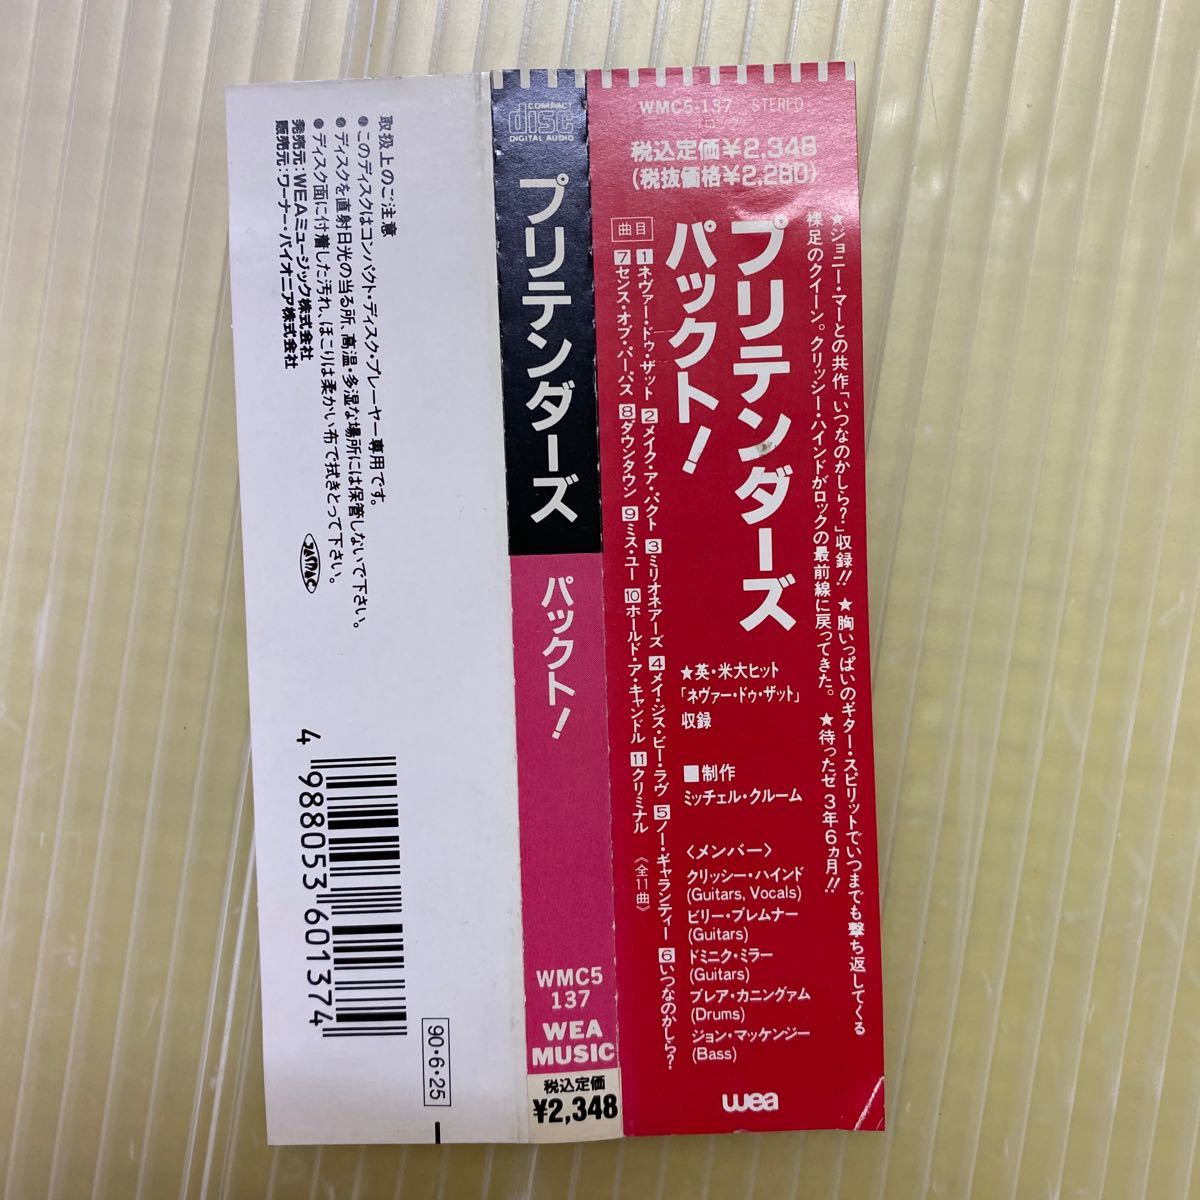 WMC5-137 STEREO
ロック
税込定価¥2,348
(税抜価格¥2,280)
★ジョニー・マーとの共作「いつなのかしら?」収録!! ★胸いっぱいのギター・スピリットでいつまでも撃ち返してくる
裸足のクイーン。クリッシー・ハインドがロックの最前線に戻ってきた。 ★待ったゼ 3年6ヵ月!!
プリテンダーズ
パックト!
★英・米大ヒット
「ネヴァー・ドゥ・ザット」
収録
■制作
ミッチェル・クルーム
〈メンバー〉
クリッシー・ハインド
(Guitars, Vocals)
ビリー・ブレムナー
(Guitars)
ドミニク・ミラー
(Guitars)
ブレア・カニングァム
(Drums)
ジョン・マッケンジー
(Bass)
曲目
1ネヴァー・ドゥ・ザット 2メイク・ア・パクト 3ミリオネアーズ 4メイ・ジス・ビー・ラヴ 5ノー・ギャランティー 6いつなのかしら?
7センス・オブ・パーパス 8ダウンタウン 9ミス・ユー 10ホールド・ア・キャンドル 11クリミナル 《全11曲》
wea
COMPACT
disc
DIGITAL AUDIO
プリテンダーズ
パックト!
WMC5
137
WEA
MUSIC
税込定価
¥2,348
取扱上のご注意
●このディスクはコンパクト・ディスク・プレーヤー専用です。
●ディスクを直射日光の当る所、高温・多湿な場所には保管しないで下さい。
●ディスク面に付着した汚れ、ほこりは柔かい布で拭きとって下さい。
発売元:WEAミュージック株式会社
販売元:ワーナー・パイオニア株式会社
JASRAC
4 988053 601374
90・6・25